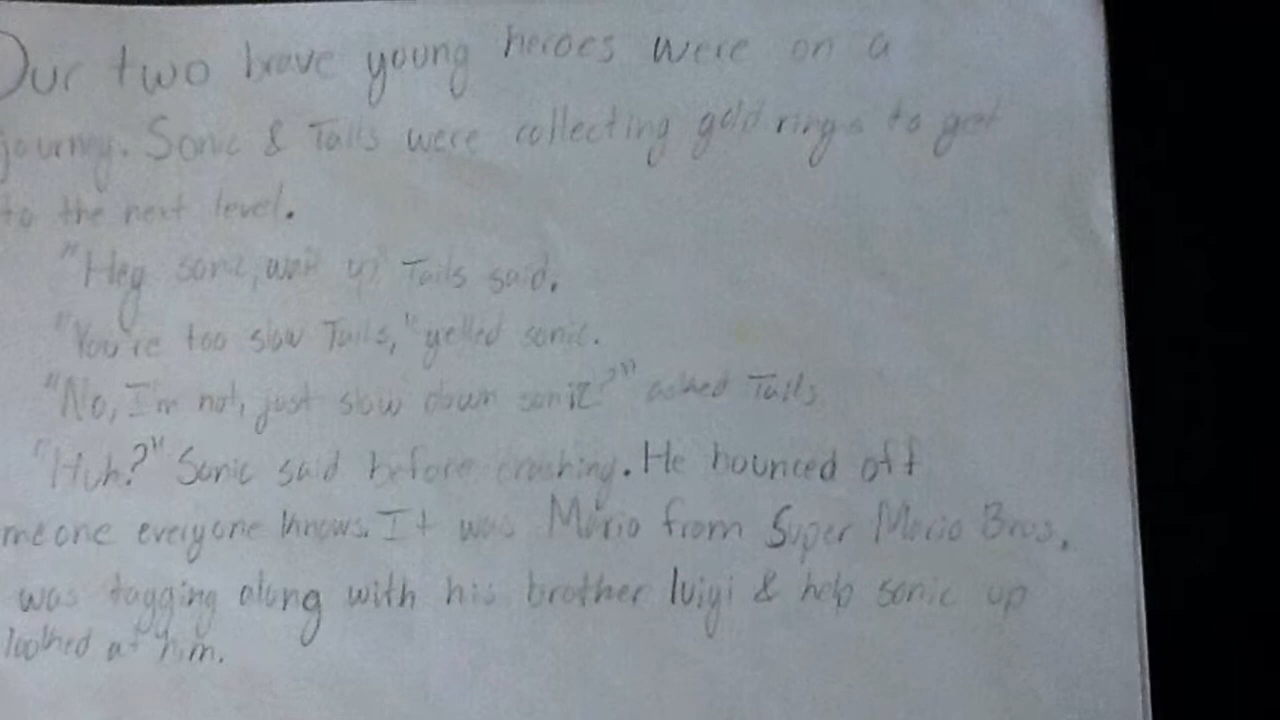 Our two brave young heroes were on a
journy. Sonic & Tails were collecting gold rings to get
to the next level.
"Hey sonic, wait up" Tails said.
"You're too slow Tails," yelled sonic.
"No, I'm not, just slow down sonic?" asked Tails
"Huh?" Sonic said before crashing. He bounced off
meone everyone knows. It was Mario from Super Mario Bros.
was tagging along with his brother luigi & help sonic up
looked at him.